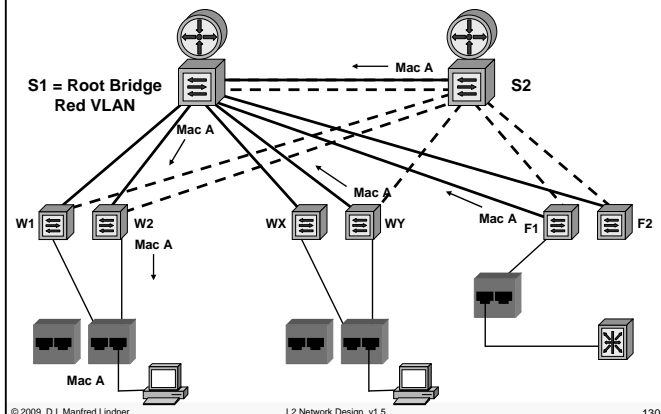 Mac A
S1 = Root Bridge
Red VLAN
S2
Mac A
Mac A
Mac A
W1
W2
WX
WY
F1
F2
Mac A
Mac A
© 2009, D.I. Manfred Lindner
L2 Network Design, v1.5
130